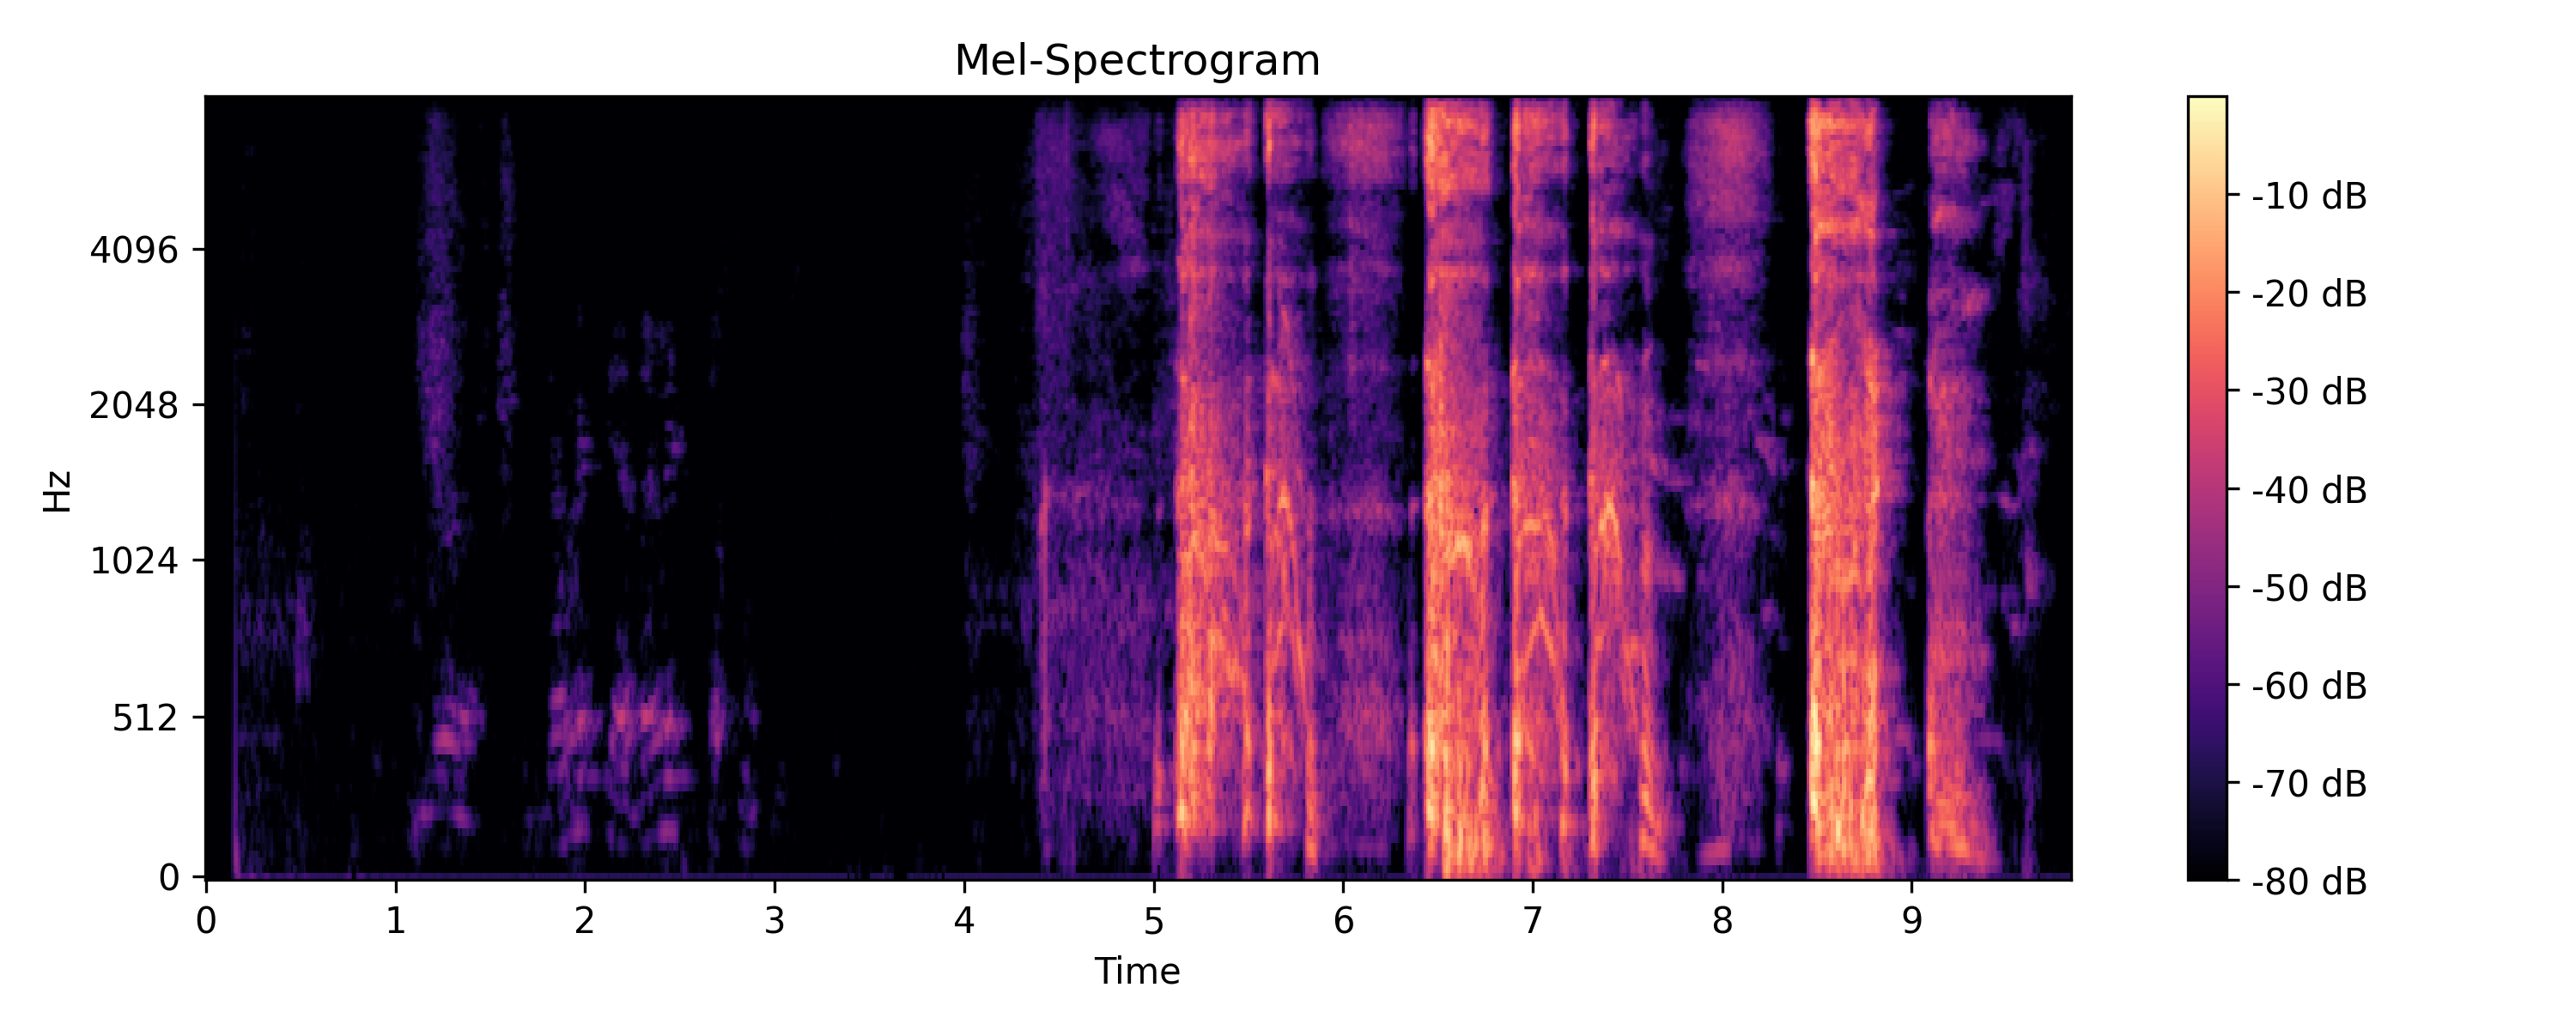 Mel-Spectrogram
Hz
4096
2048
1024
512
0
0 1 2 3 4 5 6 7 8 9
Time
-10 dB
-20 dB
-30 dB
-40 dB
-50 dB
-60 dB
-70 dB
-80 dB